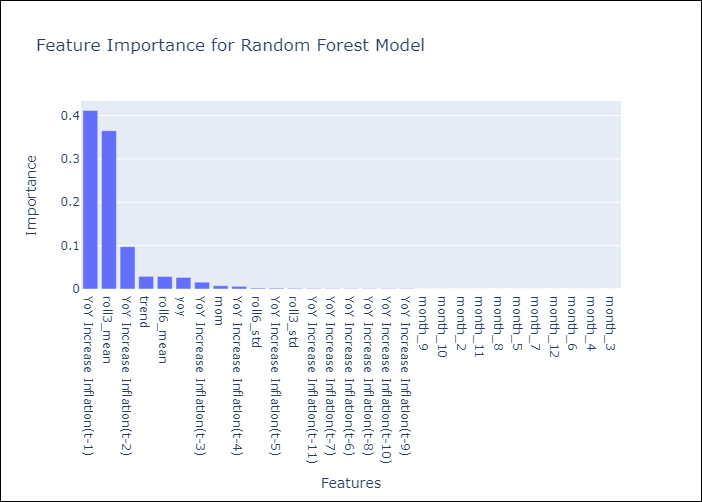 Feature Importance for Random Forest Model
Importance
0.4
0.3
0.2
0.1
0
YoY Increase Inflation(t-1)
roll3_mean
YoY Increase Inflation(t-2)
trend
roll6_mean
yoy
YoY Increase Inflation(t-3)
mom
YoY Increase Inflation(t-4)
roll6_std
YoY Increase Inflation(t-5)
roll3_std
YoY Increase Inflation(t-11)
YoY Increase Inflation(t-7)
YoY Increase Inflation(t-6)
YoY Increase Inflation(t-8)
YoY Increase Inflation(t-10)
YoY Increase Inflation(t-9)
month_9
month_10
month_2
month_11
month_8
month_5
month_7
month_12
month_6
month_4
month_3
Features